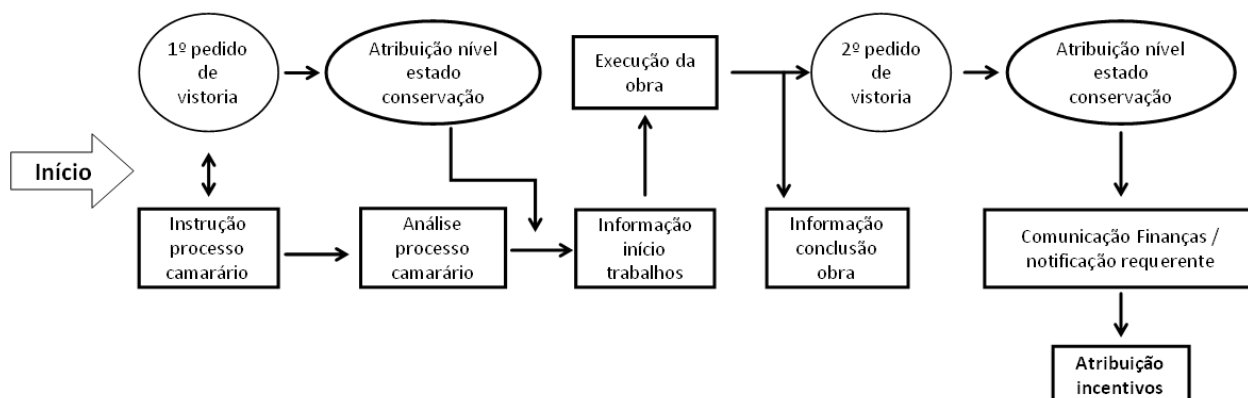 1º pedido
de
vistoria
Atribuição nível
estado
conservação
Execução da
obra
2º pedido
de
vistoria
Atribuição nível
estado
conservação
Início
Instrução
processo
camarário
Análise
processo
camarário
Informação
início
trabalhos
Informação
conclusão
obra
Comunicação Finanças /
notificação requerente
Atribuição
incentivos